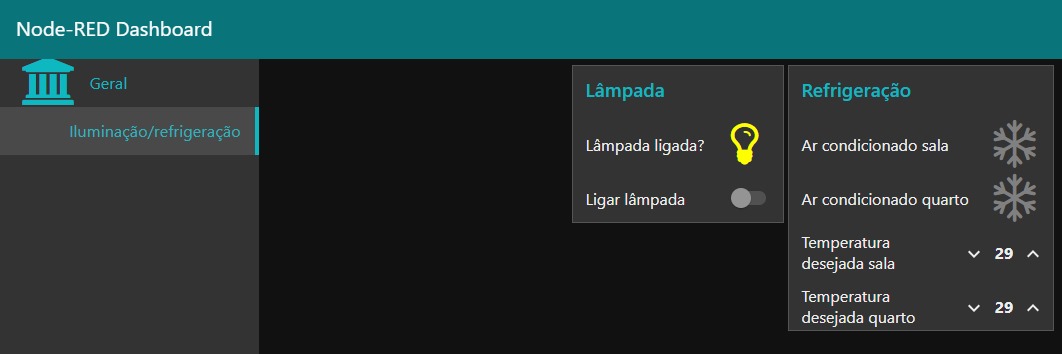 Node-RED Dashboard
Geral
Iluminação/refrigeração
Lâmpada
Lâmpada ligada?
Ligar lâmpada
Refrigeração
Ar condicionado sala
Ar condicionado quarto
Temperatura
desejada sala
29
Temperatura
desejada quarto
29